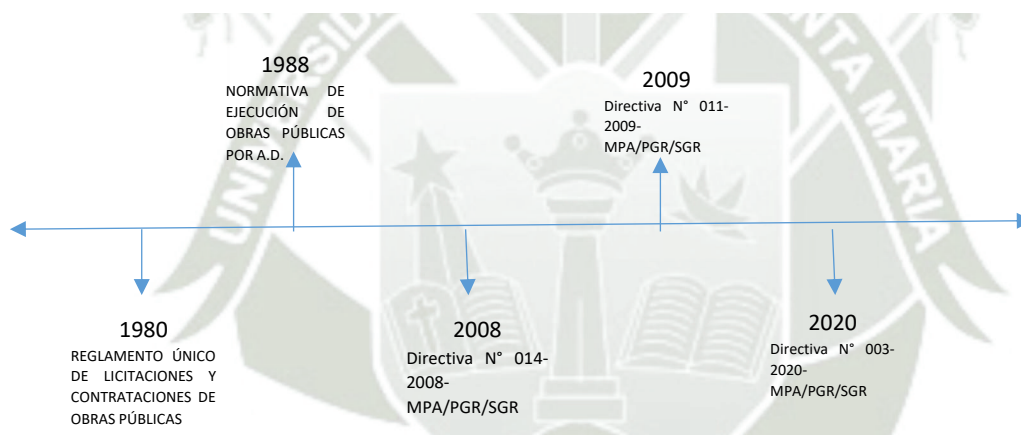 1988
NORMATIVA DE
EJECUCIÓN DE
OBRAS PÚBLICAS
POR A.D.
2009
Directiva N° 011-
2009-
MPA/PGR/SGR
1980
REGLAMENTO ÚNICO
DE LICITACIONES Y
CONTRATACIONES DE
OBRAS PÚBLICAS
2008
Directiva N° 014-
2008-
MPA/PGR/SGR
2020
Directiva N° 003-
2020-
MPA/PGR/SGR